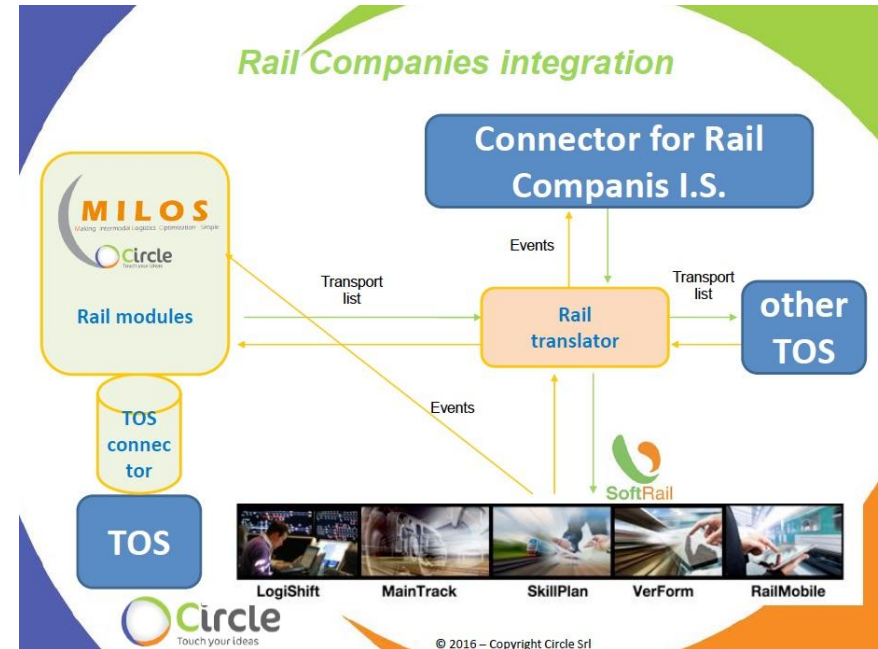 Rail Companies integration
Connector for Rail
Companis I.S.
MILOS
Making Intermodal Logistics Optimization Simple
Circle
Touch your ideas
Rail modules
Transport
list
Events
Rail
translator
Transport
list
other
TOS
Events
TOS
connec
tor
TOS
SoftRail
LogiShift
MainTrack
SkillPlan
VerForm
RailMobile
Circle
Touch your ideas
© 2016 – Copyright Circle Srl